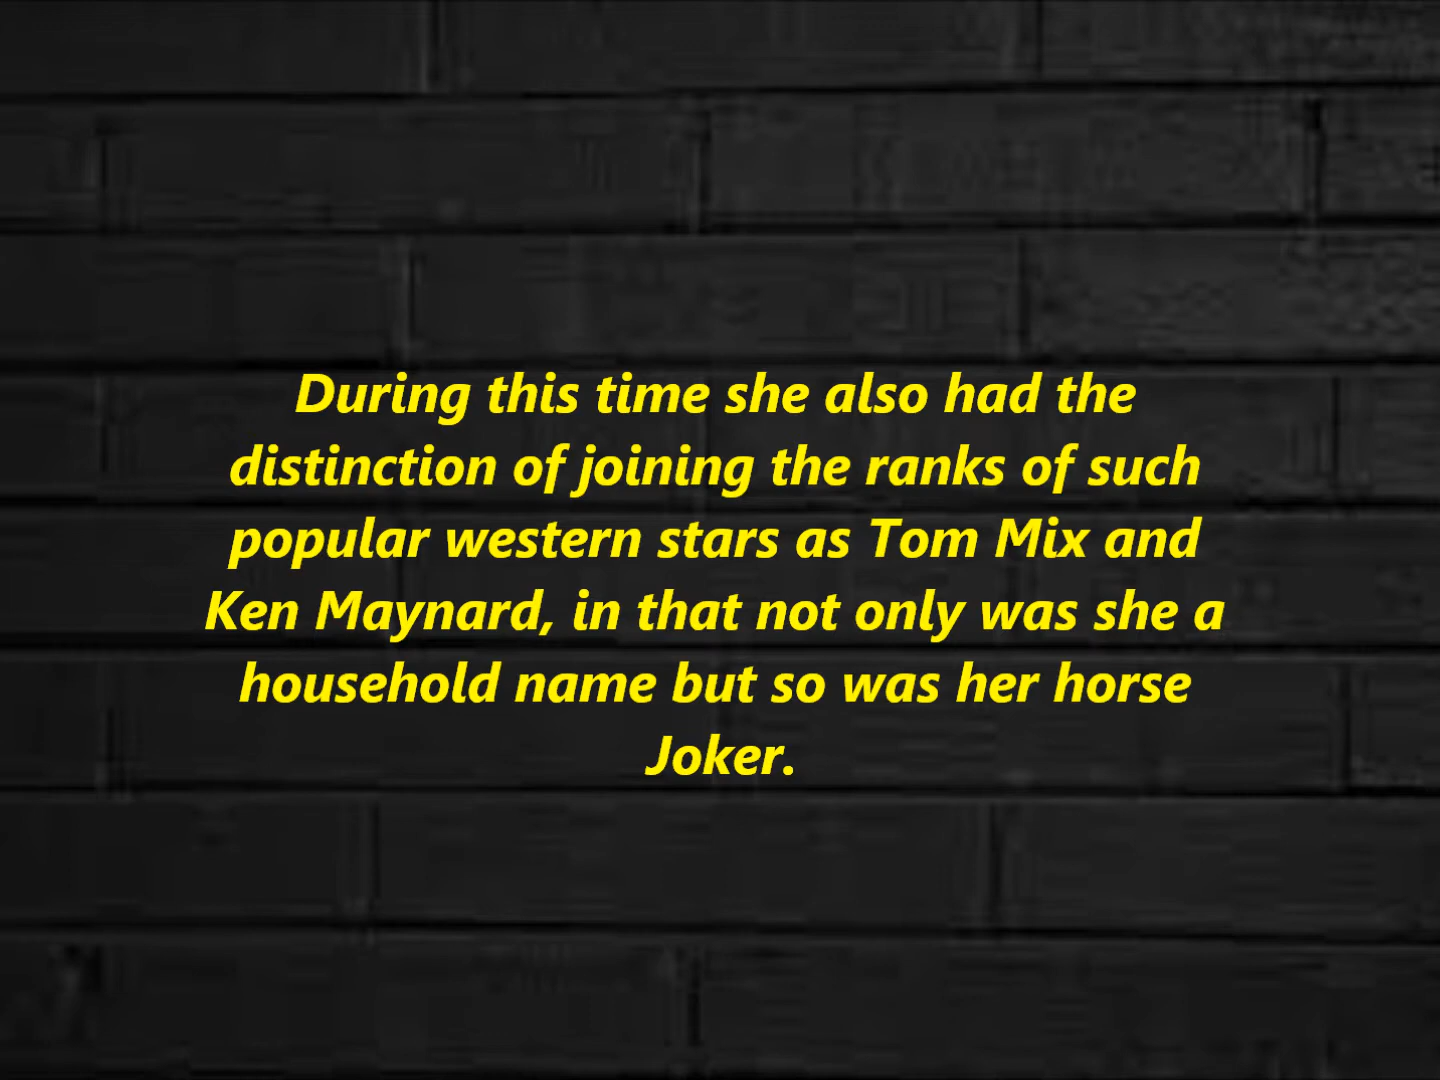 During this time she also had the
distinction of joining the ranks of such
popular western stars as Tom Mix and
Ken Maynard, in that not only was she a
household name but so was her horse
Joker.